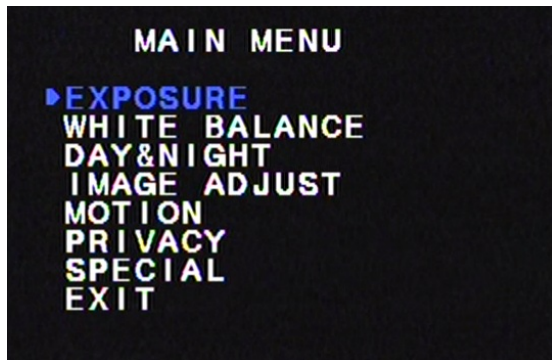 MAIN MENU
EXPOSURE
WHITE BALANCE
DAY&NIGHT
IMAGE ADJUST
MOTION
PRIVACY
SPECIAL
EXIT